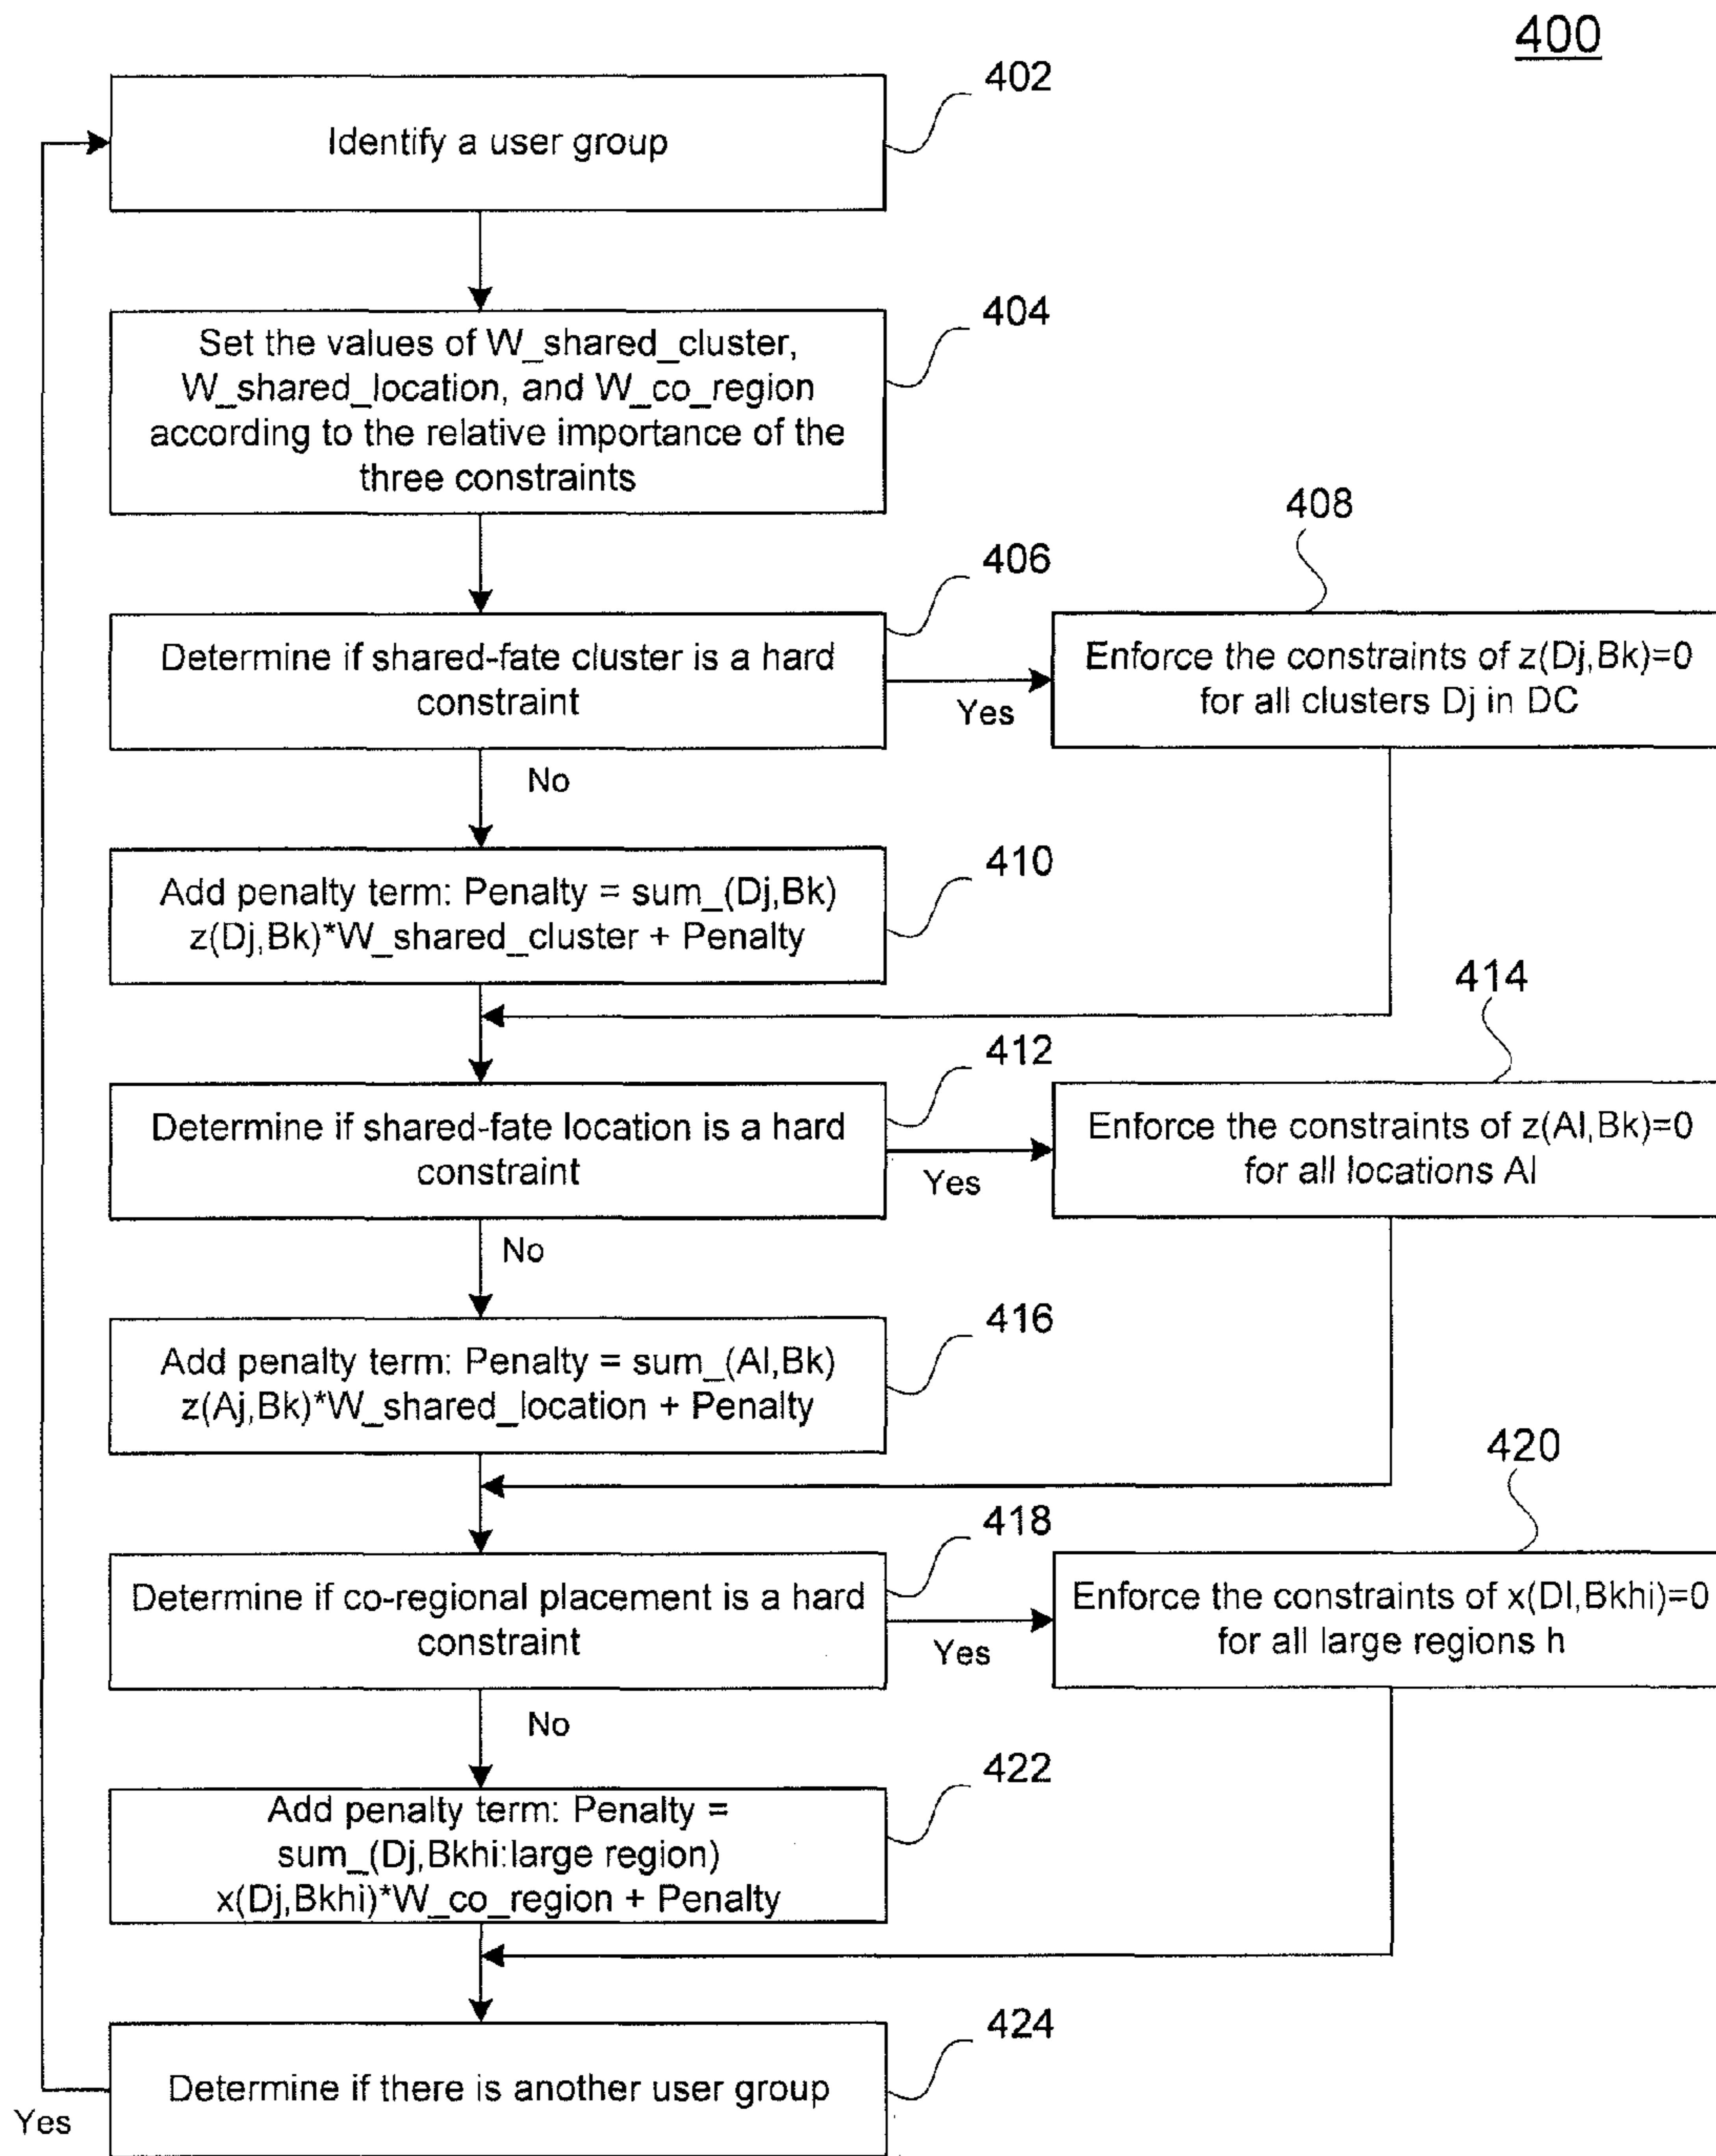 400
402
Identify a user group
404
Set the values of W_shared_cluster,
W_shared_location, and W_co_region
according to the relative importance of the
three constraints
406
408
Determine if shared-fate cluster is a hard
constraint
Yes
Enforce the constraints of z(Dj,Bk)=0
for all clusters Dj in DC
No
410
Add penalty term: Penalty = sum_(Dj,Bk)
z(Dj,Bk)*W_shared_cluster + Penalty
412
414
Determine if shared-fate location is a hard
constraint
Yes
Enforce the constraints of z(Al,Bk)=0
for all locations Al
No
416
Add penalty term: Penalty = sum_(Al,Bk)
z(Aj,Bk)*W_shared_location + Penalty
418
420
Determine if co-regional placement is a hard
constraint
Yes
Enforce the constraints of x(Dl,Bkhi)=0
for all large regions h
No
422
Add penalty term: Penalty =
sum_(Dj,Bkhi:large region)
x(Dj,Bkhi)*W_co_region + Penalty
424
Determine if there is another user group
Yes